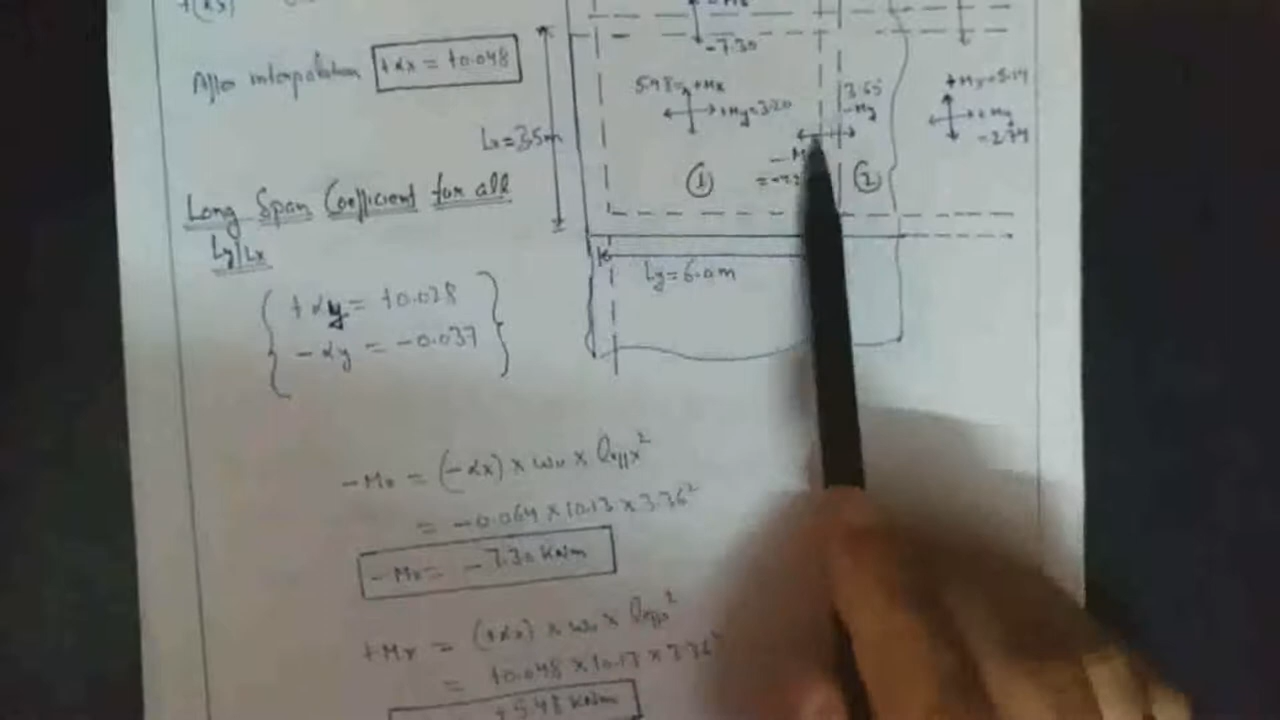 After interpolation +αx = +0.048
Long Span Coefficient for all
Ly/Lx
+αy = +0.028
-αy = -0.037
-Mx = (-αx) × wu × leffx²
= -0.064 × 10.13 × 3.36²
-Mx = -7.30 kNm
+Mx = (+αx) × wu × leffx²
= +0.048 × 10.13 × 3.36²
+5.48 kNm
-7.30
5.48 +Mx
+My=3.20
Lx=3.5m
3.65
-My
①
②
+Mx=5.14
+My
=2.74
Ly=6.0m